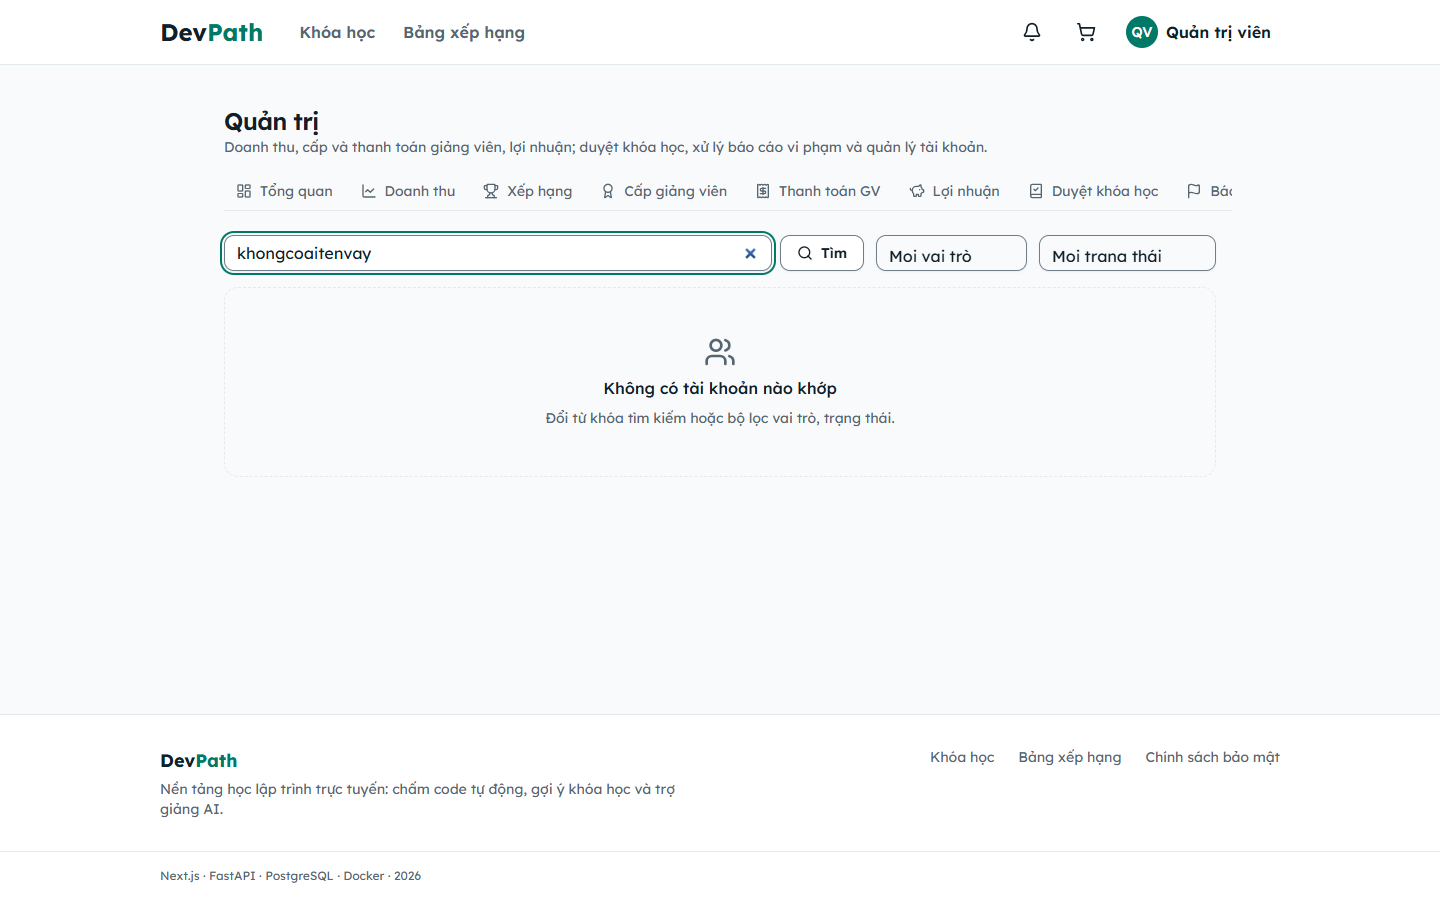 DevPath Khóa học Bảng xếp hạng QV Quản trị viên
Quản trị
Doanh thu, cấp và thanh toán giảng viên, lợi nhuận; duyệt khóa học, xử lý báo cáo vi phạm và quản lý tài khoản.
Tổng quan Doanh thu Xếp hạng Cấp giảng viên Thanh toán GV Lợi nhuận Duyệt khóa học
khongcoaitenvay Tìm Mọi vai trò Mọi trạng thái
Không có tài khoản nào khớp
Đổi từ khóa tìm kiếm hoặc bộ lọc vai trò, trạng thái.
DevPath Khóa học Bảng xếp hạng Chính sách bảo mật
Nền tảng học lập trình trực tuyến: chấm code tự động, gợi ý khóa học và trợ
giảng AI.
Next.js · FastAPI · PostgreSQL · Docker · 2026